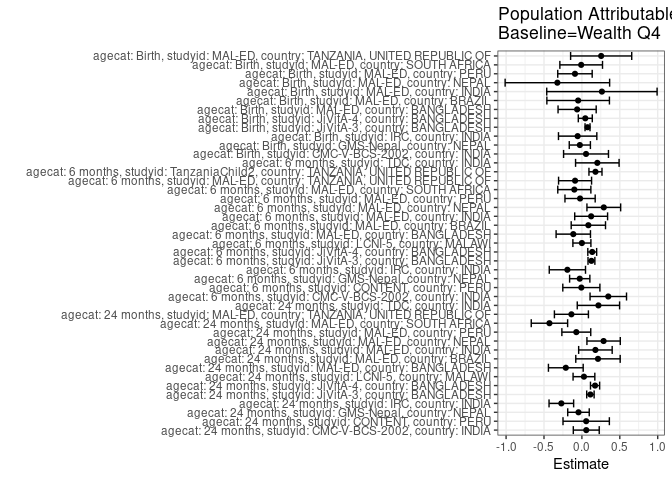 Population Attributable
Baseline=Wealth Q4
agecat: Birth, studyid: MAL-ED, country: TANZANIA, UNITED REPUBLIC OF
agecat: Birth, studyid: MAL-ED, country: SOUTH AFRICA
agecat: Birth, studyid: MAL-ED, country: PERU
agecat: Birth, studyid: MAL-ED, country: NEPAL
agecat: Birth, studyid: MAL-ED, country: INDIA
agecat: Birth, studyid: MAL-ED, country: BRAZIL
agecat: Birth, studyid: MAL-ED, country: BANGLADESH
agecat: Birth, studyid: JiVitA-4, country: BANGLADESH
agecat: Birth, studyid: JiVitA-3, country: BANGLADESH
agecat: Birth, studyid: IRC, country: INDIA
agecat: Birth, studyid: GMS-Nepal, country: NEPAL
agecat: Birth, studyid: CMC-V-BCS-2002, country: INDIA
agecat: 6 months, studyid: TDC, country: INDIA
agecat: 6 months, studyid: TanzaniaChild2, country: TANZANIA, UNITED REPUBLIC OF
agecat: 6 months, studyid: MAL-ED, country: TANZANIA, UNITED REPUBLIC OF
agecat: 6 months, studyid: MAL-ED, country: SOUTH AFRICA
agecat: 6 months, studyid: MAL-ED, country: PERU
agecat: 6 months, studyid: MAL-ED, country: NEPAL
agecat: 6 months, studyid: MAL-ED, country: INDIA
agecat: 6 months, studyid: MAL-ED, country: BRAZIL
agecat: 6 months, studyid: MAL-ED, country: BANGLADESH
agecat: 6 months, studyid: LCNI-5, country: MALAWI
agecat: 6 months, studyid: JiVitA-4, country: BANGLADESH
agecat: 6 months, studyid: JiVitA-3, country: BANGLADESH
agecat: 6 months, studyid: IRC, country: INDIA
agecat: 6 months, studyid: GMS-Nepal, country: NEPAL
agecat: 6 months, studyid: CONTENT, country: PERU
agecat: 6 months, studyid: CMC-V-BCS-2002, country: INDIA
agecat: 24 months, studyid: TDC, country: INDIA
agecat: 24 months, studyid: MAL-ED, country: TANZANIA, UNITED REPUBLIC OF
agecat: 24 months, studyid: MAL-ED, country: SOUTH AFRICA
agecat: 24 months, studyid: MAL-ED, country: PERU
agecat: 24 months, studyid: MAL-ED, country: NEPAL
agecat: 24 months, studyid: MAL-ED, country: INDIA
agecat: 24 months, studyid: MAL-ED, country: BRAZIL
agecat: 24 months, studyid: MAL-ED, country: BANGLADESH
agecat: 24 months, studyid: LCNI-5, country: MALAWI
agecat: 24 months, studyid: JiVitA-4, country: BANGLADESH
agecat: 24 months, studyid: JiVitA-3, country: BANGLADESH
agecat: 24 months, studyid: IRC, country: INDIA
agecat: 24 months, studyid: GMS-Nepal, country: NEPAL
agecat: 24 months, studyid: CONTENT, country: PERU
agecat: 24 months, studyid: CMC-V-BCS-2002, country: INDIA
-1.0 -0.5 0.0 0.5 1.0
Estimate